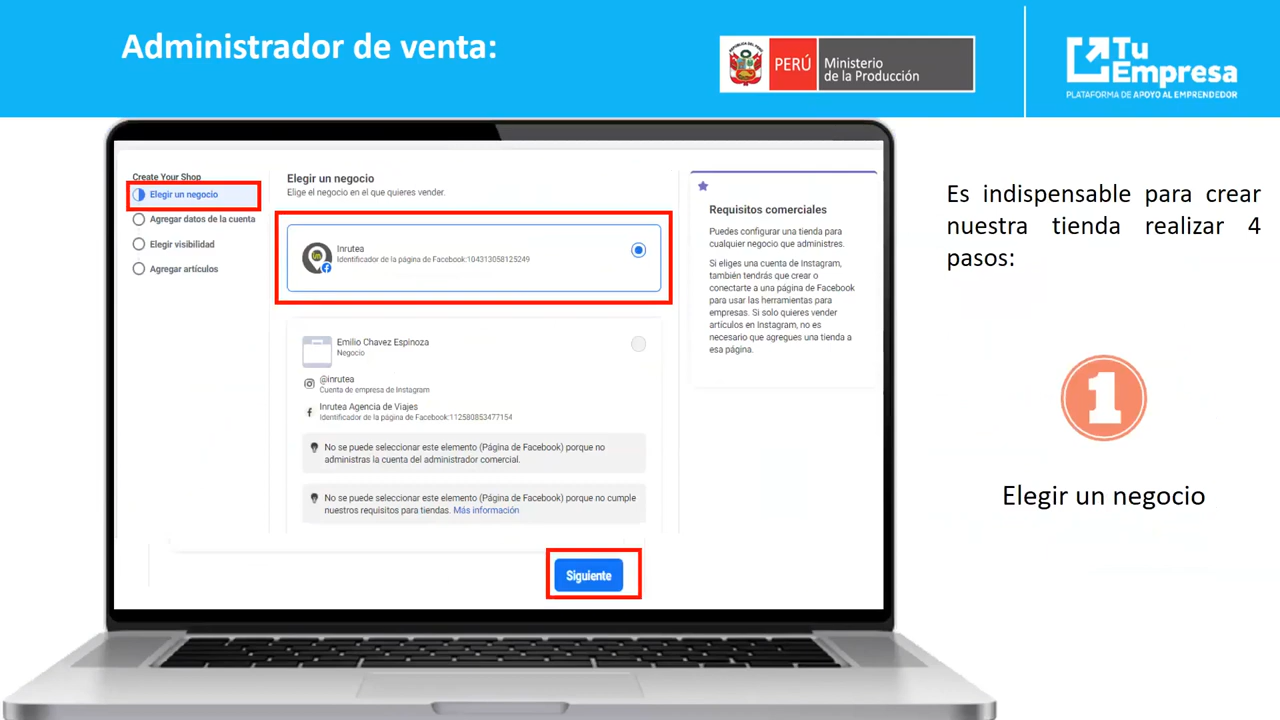 Administrador de venta:
REPÚBLICA DEL PERÚ
PERÚ
Ministerio
de la Producción
Tu
Empresa
PLATAFORMA DE APOYO AL EMPRENDEDOR
Create Your Shop
Elegir un negocio
Agregar datos de la cuenta
Elegir visibilidad
Agregar artículos
Elegir un negocio
Elige el negocio en el que quieres vender.
Inrutea
Identificador de la página de Facebook:104313058125249
Emilio Chavez Espinoza
Negocio
@inrutea
Cuenta de empresa de Instagram
Inrutea Agencia de Viajes
Identificador de la página de Facebook:112580853477154
No se puede seleccionar este elemento (Página de Facebook) porque no
administras la cuenta del administrador comercial.
No se puede seleccionar este elemento (Página de Facebook) porque no cumple
nuestros requisitos para tiendas. Más información
Siguiente
Requisitos comerciales
Puedes configurar una tienda para
cualquier negocio que administres.
Si eliges una cuenta de Instagram,
también tendrás que crear o
conectarte a una página de Facebook
para usar las herramientas para
empresas. Si solo quieres vender
artículos en Instagram, no es
necesario que agregues una tienda a
esa página.
Es indispensable para crear
nuestra tienda realizar 4
pasos:
1
Elegir un negocio